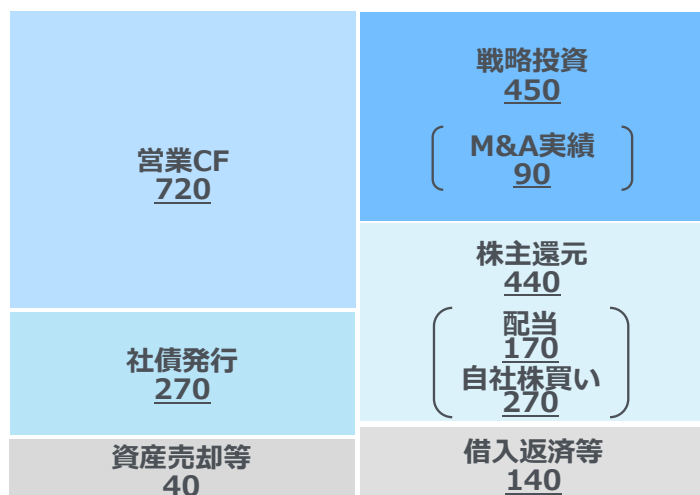 営業CF
720
社債発行
270
資産売却等
40
戦略投資
450
M&A実績
90
株主還元
440
配当
170
自社株買い
270
借入返済等
140